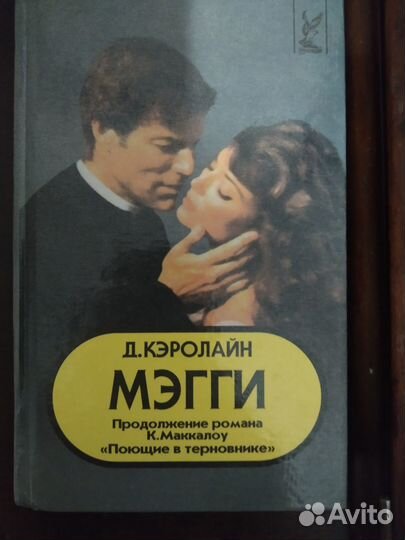 Д.КЭРОЛАЙН
МЭГГИ
Продолжение романа
К.Маккалоу
«Поющие в терновнике»
Avito